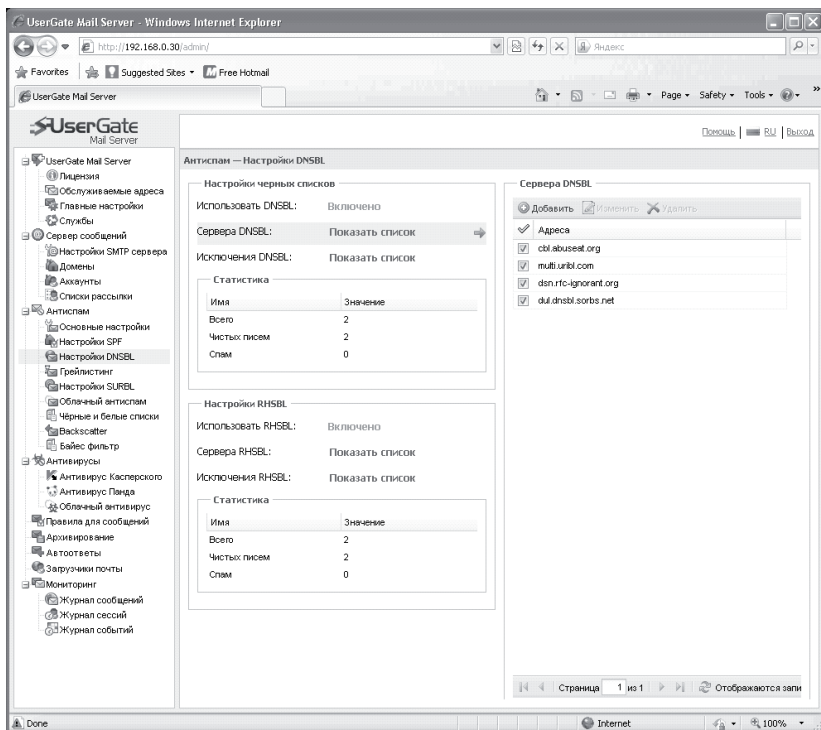 UserGate Mail Server - Windows Internet Explorer
http://192.168.0.30/admin/
Яндекс
Favorites Suggested Sites Free Hotmail
UserGate Mail Server
Page Safety Tools
UserGate
Mail Server
Помощь RU Выход
UserGate Mail Server
Лицензия
Обслуживаемые адреса
Главные настройки
Службы
Сервер сообщений
Настройки SMTP сервера
Домены
Аккаунты
Списки рассылки
Антиспам
Основные настройки
Настройки SPF
Настройки DNSBL
Грейлистинг
Настройки SURBL
Облачный антиспам
Чёрные и белые списки
Backscatter
Байес фильтр
Антивирусы
Антивирус Касперского
Антивирус Панда
Облачный антивирус
Правила для сообщений
Архивирование
Автоответы
Загрузчики почты
Мониторинг
Журнал сообщений
Журнал сессий
Журнал событий
Антиспам — Настройки DNSBL
Настройки черных списков
Использовать DNSBL: Включено
Сервера DNSBL: Показать список
Исключения DNSBL: Показать список
Статистика
Имя Значение
Всего 2
Чистых писем 2
Спам 0
Настройки RHSBL
Использовать RHSBL: Включено
Сервера RHSBL: Показать список
Исключения RHSBL: Показать список
Статистика
Имя Значение
Всего 2
Чистых писем 2
Спам 0
Сервера DNSBL
Добавить Изменить Удалить
Адреса
cbl.abuseat.org
multi.uribl.com
dsn.rfc-ignorant.org
dul.dnsbl.sorbs.net
Страница 1 из 1 Отображаются запи
Done Internet 100%